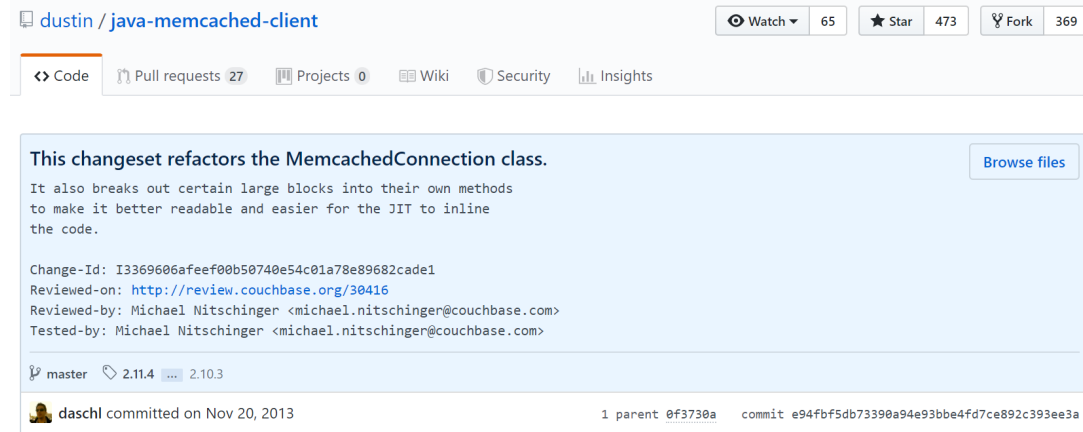 dustin / java-memcached-client
Watch 65 Star 473 Fork 369
Code Pull requests 27 Projects 0 Wiki Security Insights
This changeset refactors the MemcachedConnection class.
Browse files
It also breaks out certain large blocks into their own methods
to make it better readable and easier for the JIT to inline
the code.
Change-Id: I3369606afeef00b50740e54c01a78e89682cade1
Reviewed-on: http://review.couchbase.org/30416
Reviewed-by: Michael Nitschinger <michael.nitschinger@couchbase.com>
Tested-by: Michael Nitschinger <michael.nitschinger@couchbase.com>
master 2.11.4 ... 2.10.3
daschl committed on Nov 20, 2013 1 parent 0f3730a commit e94fbf5db73390a94e93bbe4fd7ce892c393ee3a